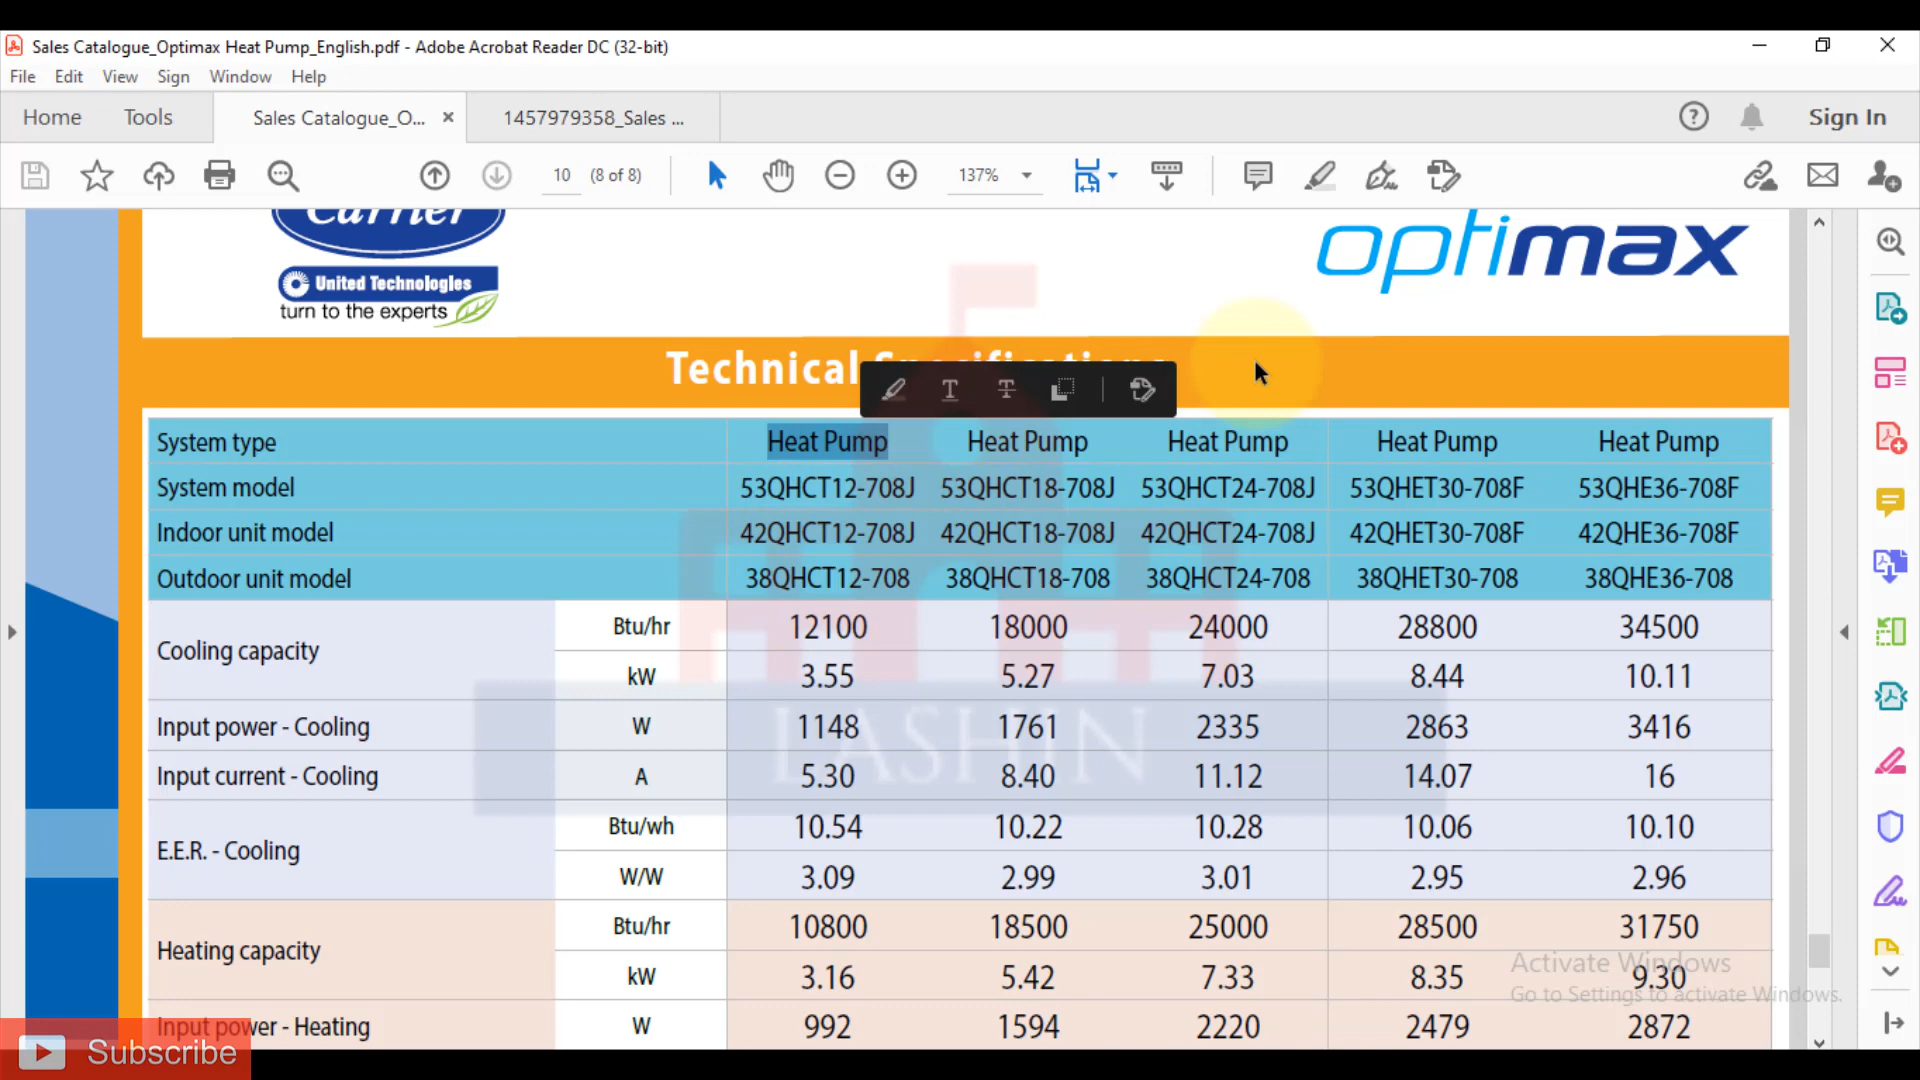 Sales Catalogue_Optimax Heat Pump_English.pdf - Adobe Acrobat Reader DC (32-bit)
File Edit View Sign Window Help
Home Tools Sales Catalogue_O... 1457979358_Sales ... Sign In
10 (8 of 8) 137%
Carrier
United Technologies
turn to the experts
optimax
Technical Specifications
System type Heat Pump Heat Pump Heat Pump Heat Pump Heat Pump
System model 53QHCT12-708J 53QHCT18-708J 53QHCT24-708J 53QHET30-708F 53QHE36-708F
Indoor unit model 42QHCT12-708J 42QHCT18-708J 42QHCT24-708J 42QHET30-708F 42QHE36-708F
Outdoor unit model 38QHCT12-708 38QHCT18-708 38QHCT24-708 38QHET30-708 38QHE36-708
Cooling capacity Btu/hr 12100 18000 24000 28800 34500
kW 3.55 5.27 7.03 8.44 10.11
Input power - Cooling W 1148 1761 2335 2863 3416
LASHIN
Input current - Cooling A 5.30 8.40 11.12 14.07 16
E.E.R. - Cooling Btu/wh 10.54 10.22 10.28 10.06 10.10
W/W 3.09 2.99 3.01 2.95 2.96
Heating capacity Btu/hr 10800 18500 25000 28500 31750
kW 3.16 5.42 7.33 8.35 9.30
Activate Windows
Go to Settings to activate Windows.
Input power - Heating W 992 1594 2220 2479 2872
Subscribe